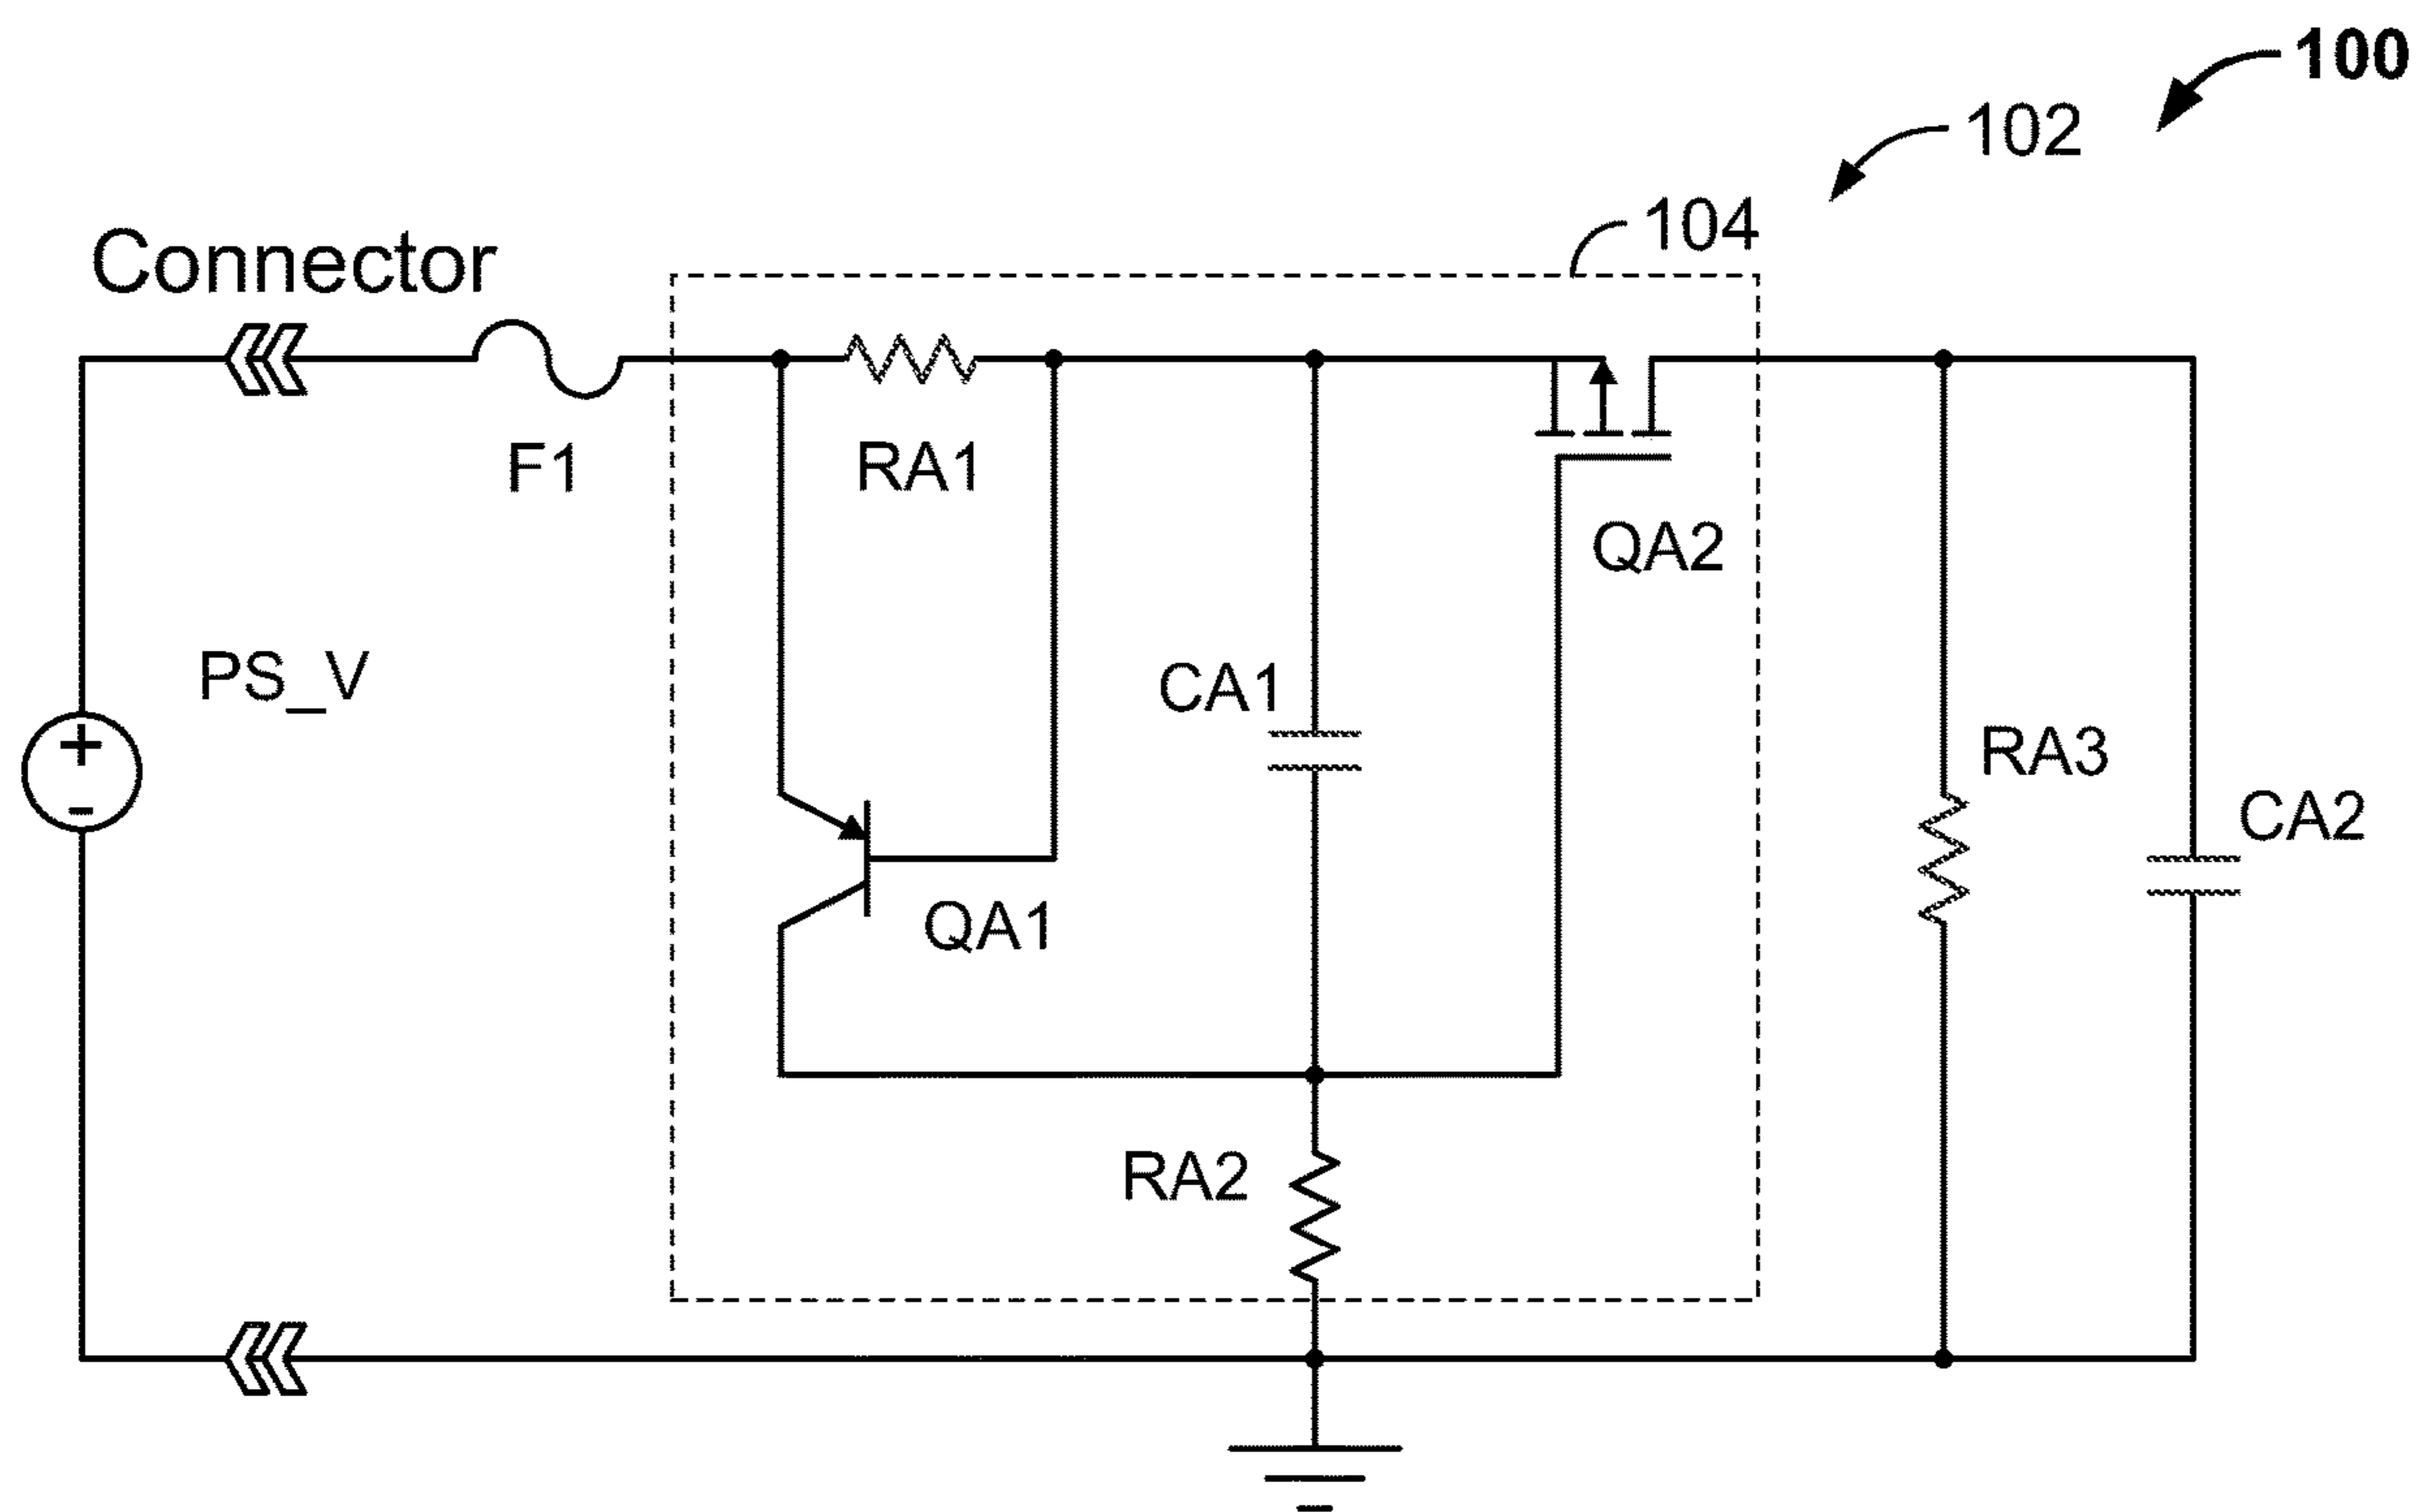 100
102
104
Connector
F1
RA1
QA2
PS_V
CA1
RA3
CA2
QA1
RA2